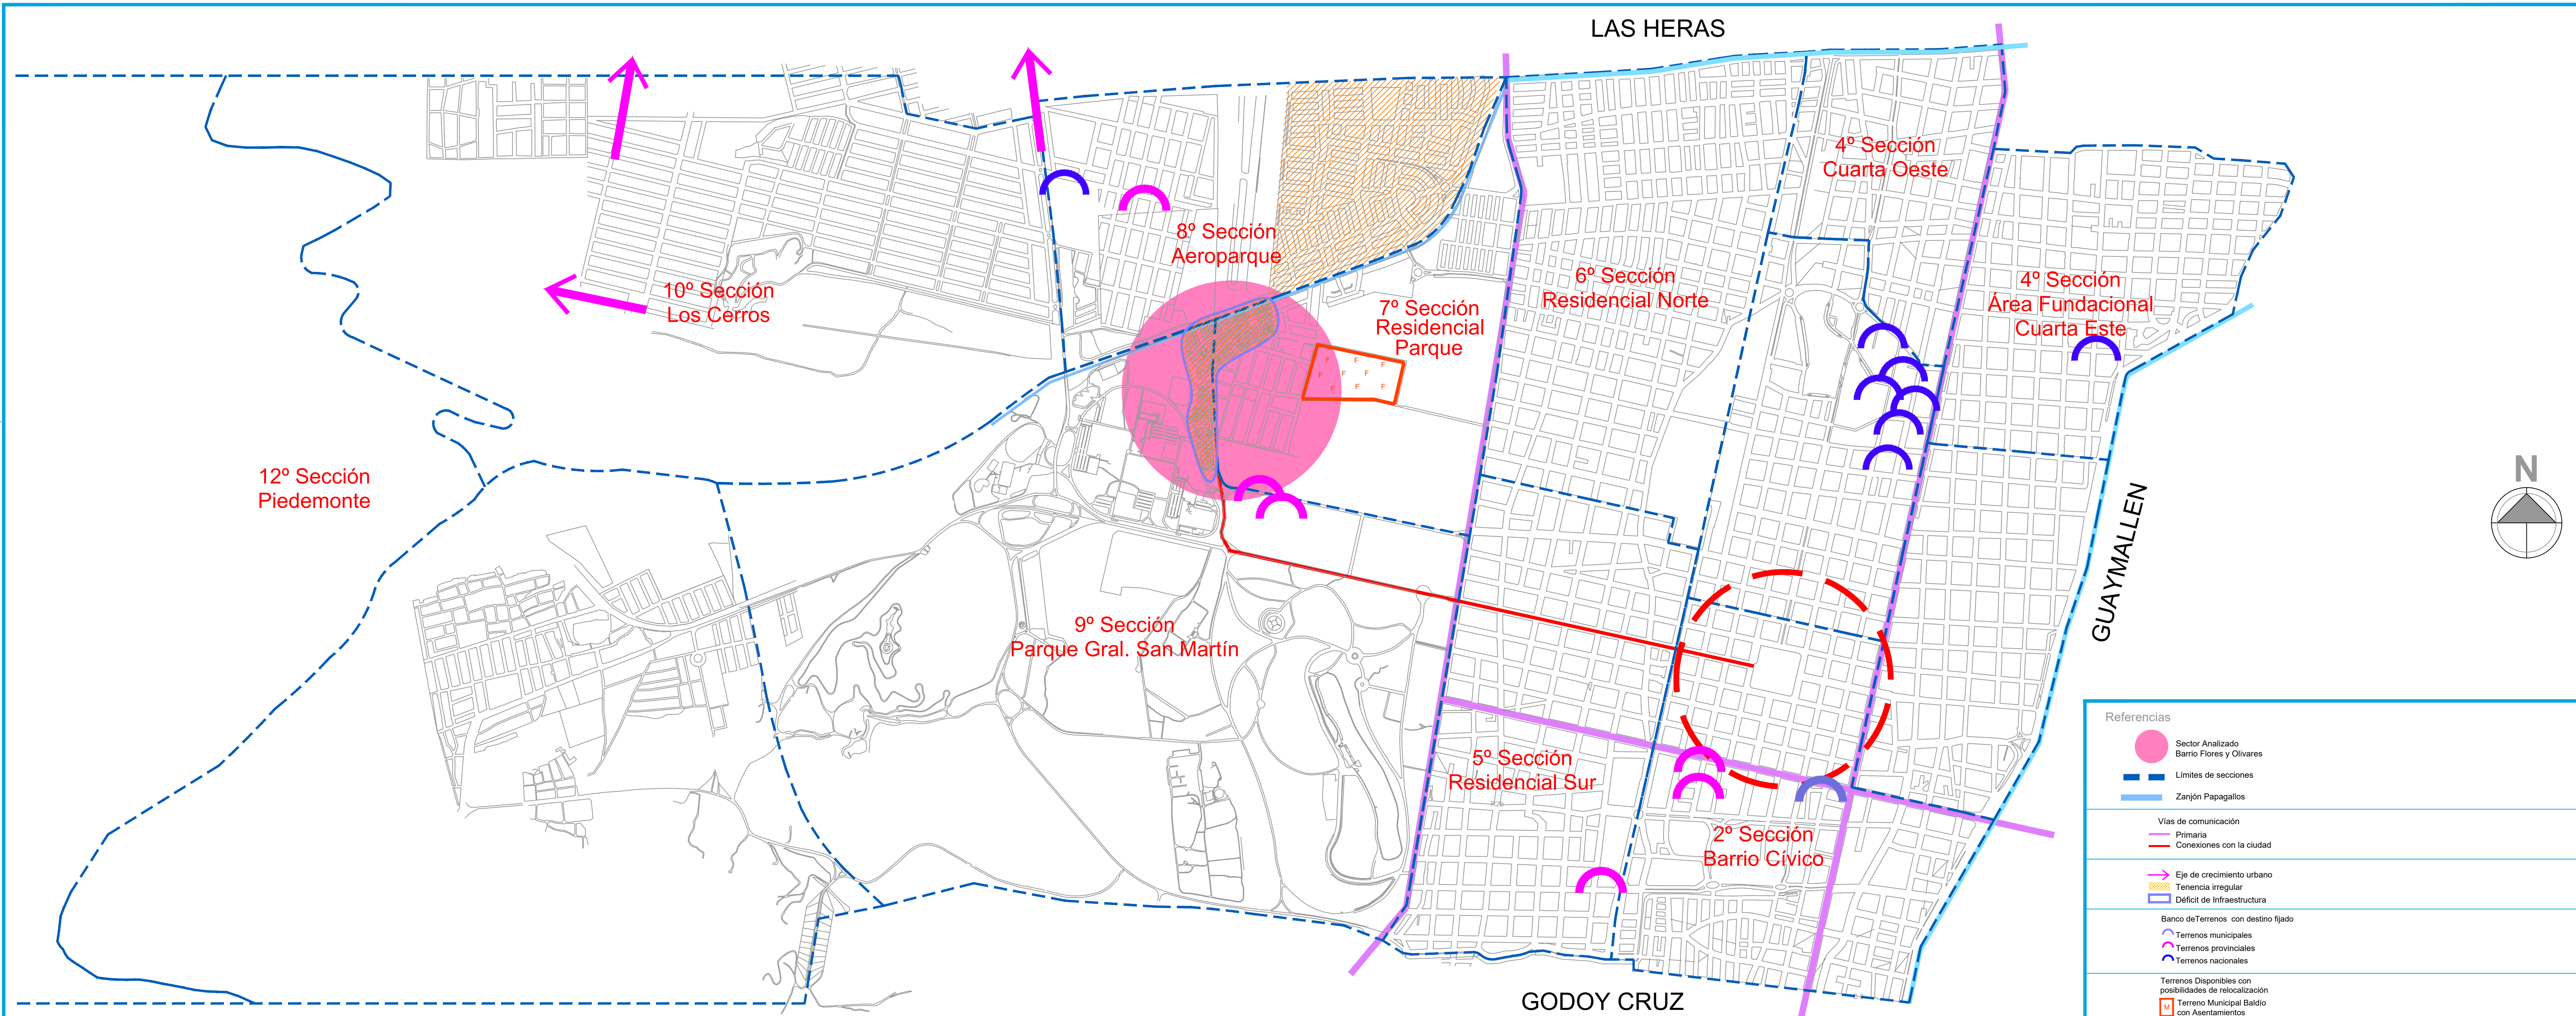 LAS HERAS
4º Sección
Cuarta Oeste
8º Sección
Aeroparque
10º Sección
Los Cerros
6º Sección
Residencial Norte
7º Sección
Residencial
Parque
4º Sección
Área Fundacional
Cuarta Este
F F F
F F F F
F F F
12º Sección
Piedemonte
N
GUAYMALLEN
9º Sección
Parque Gral. San Martín
5º Sección
Residencial Sur
2º Sección
Barrio Cívico
GODOY CRUZ
Referencias
Sector Analizado
Barrio Flores y Olivares
Límites de secciones
Zanjón Papagallos
Vías de comunicación
Primaria
Conexiones con la ciudad
Eje de crecimiento urbano
Tenencia irregular
Déficit de Infraestructura
Banco deTerrenos con destino fijado
Terrenos municipales
Terrenos provinciales
Terrenos nacionales
Terrenos Disponibles con
posibilidades de relocalización
M Terreno Municipal Baldío
con Asentamientos